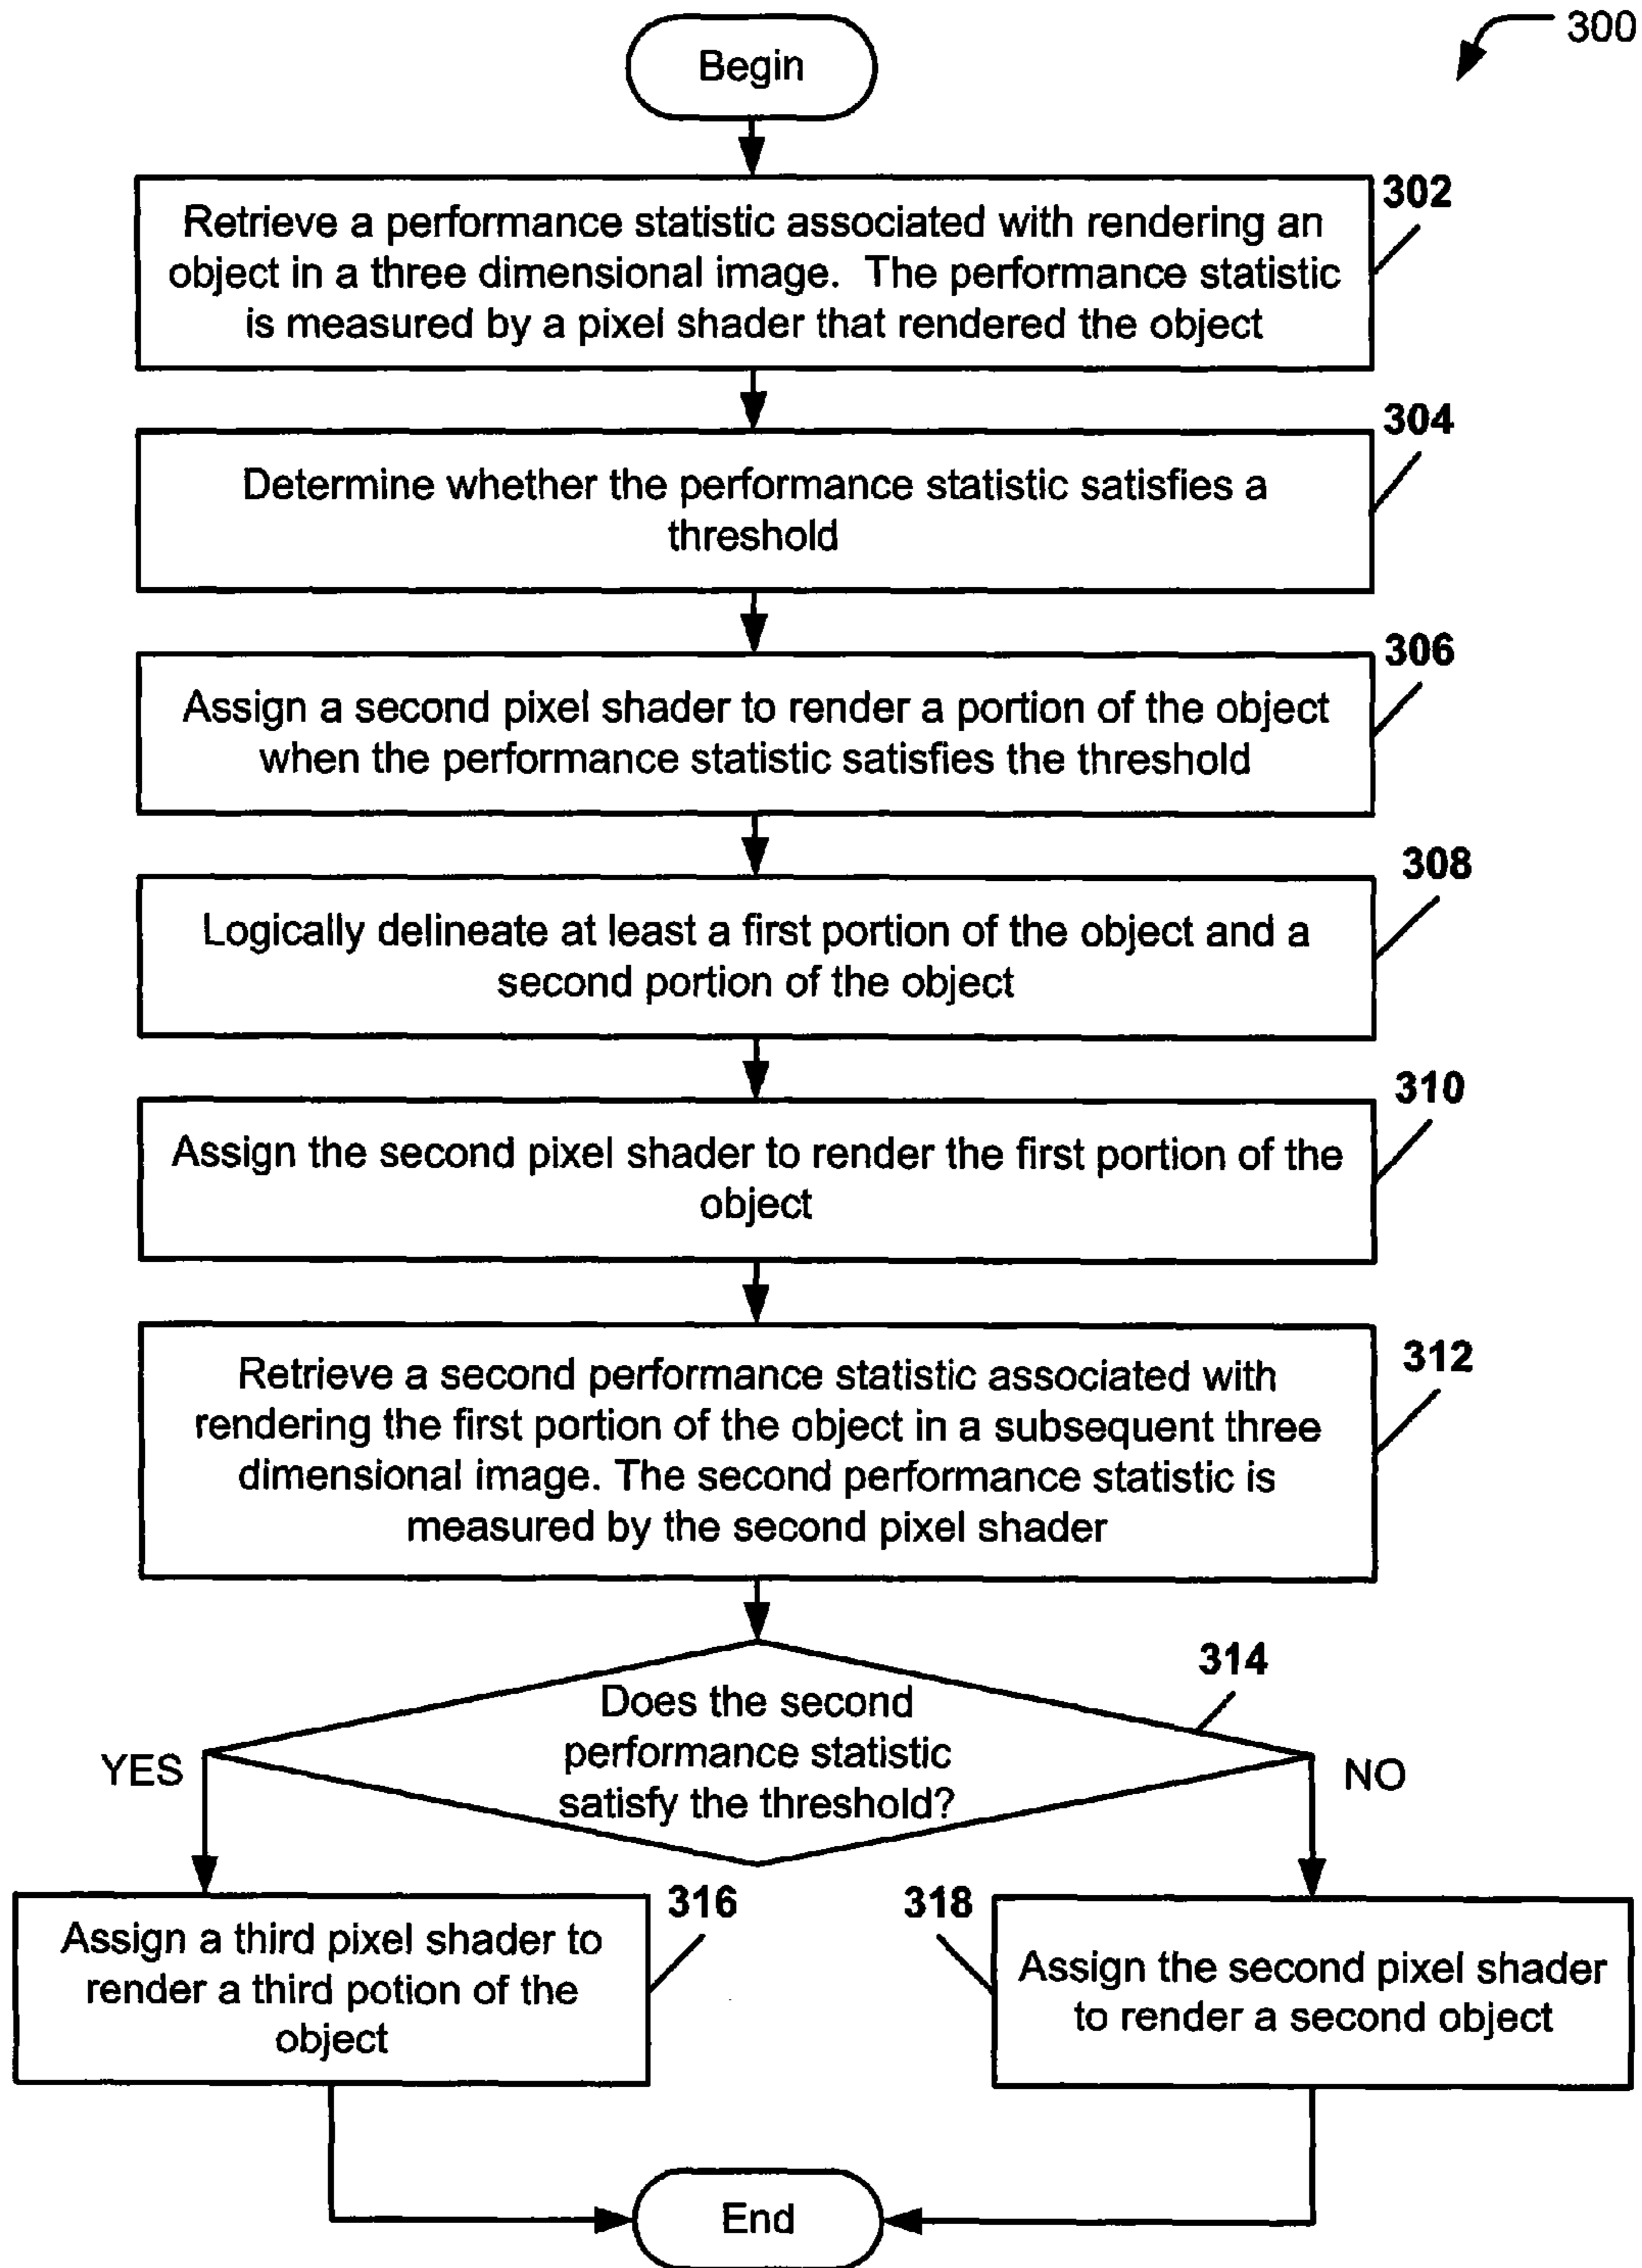 300
Begin
302
Retrieve a performance statistic associated with rendering an
object in a three dimensional image. The performance statistic
is measured by a pixel shader that rendered the object
304
Determine whether the performance statistic satisfies a
threshold
306
Assign a second pixel shader to render a portion of the object
when the performance statistic satisfies the threshold
308
Logically delineate at least a first portion of the object and a
second portion of the object
310
Assign the second pixel shader to render the first portion of the
object
312
Retrieve a second performance statistic associated with
rendering the first portion of the object in a subsequent three
dimensional image. The second performance statistic is
measured by the second pixel shader
314
Does the second
performance statistic
satisfy the threshold?
YES
NO
316
Assign a third pixel shader to
render a third potion of the
object
318
Assign the second pixel shader
to render a second object
End